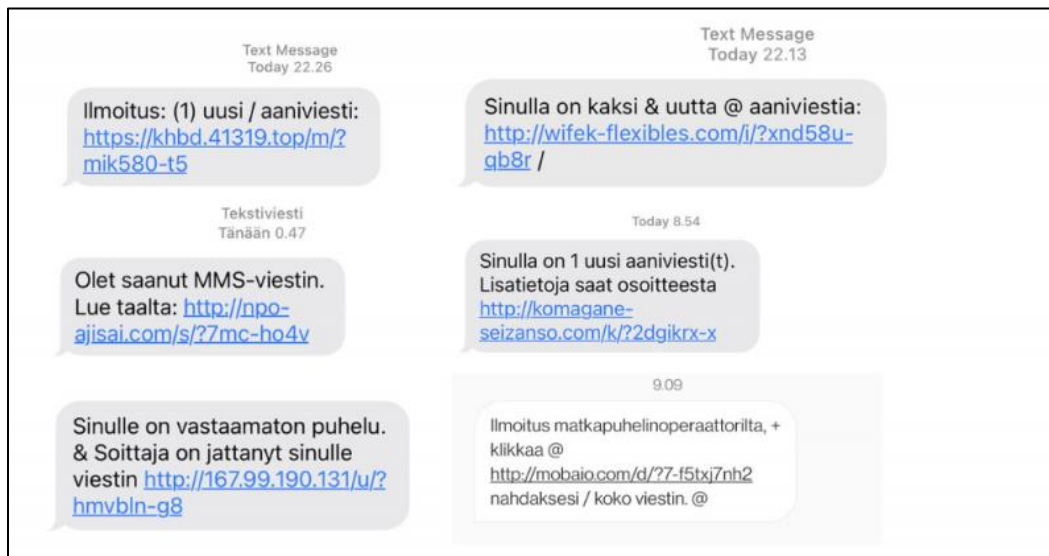 Text Message
Today 22.26
Ilmoitus: (1) uusi / aaniviesti:
https://khbd.41319.top/m/?
mik580-t5
Text Message
Today 22.13
Sinulla on kaksi & uutta @ aaniviestia:
http://wifek-flexibles.com/i/?xnd58u-
qb8r /
Tekstiviesti
Tänään 0.47
Olet saanut MMS-viestin.
Lue taalta: http://npo-
ajisai.com/s/?7mc-ho4v
Today 8.54
Sinulla on 1 uusi aaniviesti(t).
Lisatietoja saat osoitteesta
http://komagane-
seizanso.com/k/?2dgikrx-x
Sinulle on vastaamaton puhelu.
& Soittaja on jattanyt sinulle
viestin http://167.99.190.131/u/?
hmvbln-g8
9.09
Ilmoitus matkapuhelinoperaattorilta, +
klikkaa @
http://mobaio.com/d/?7-f5txj7nh2
nahdaksesi / koko viestin. @